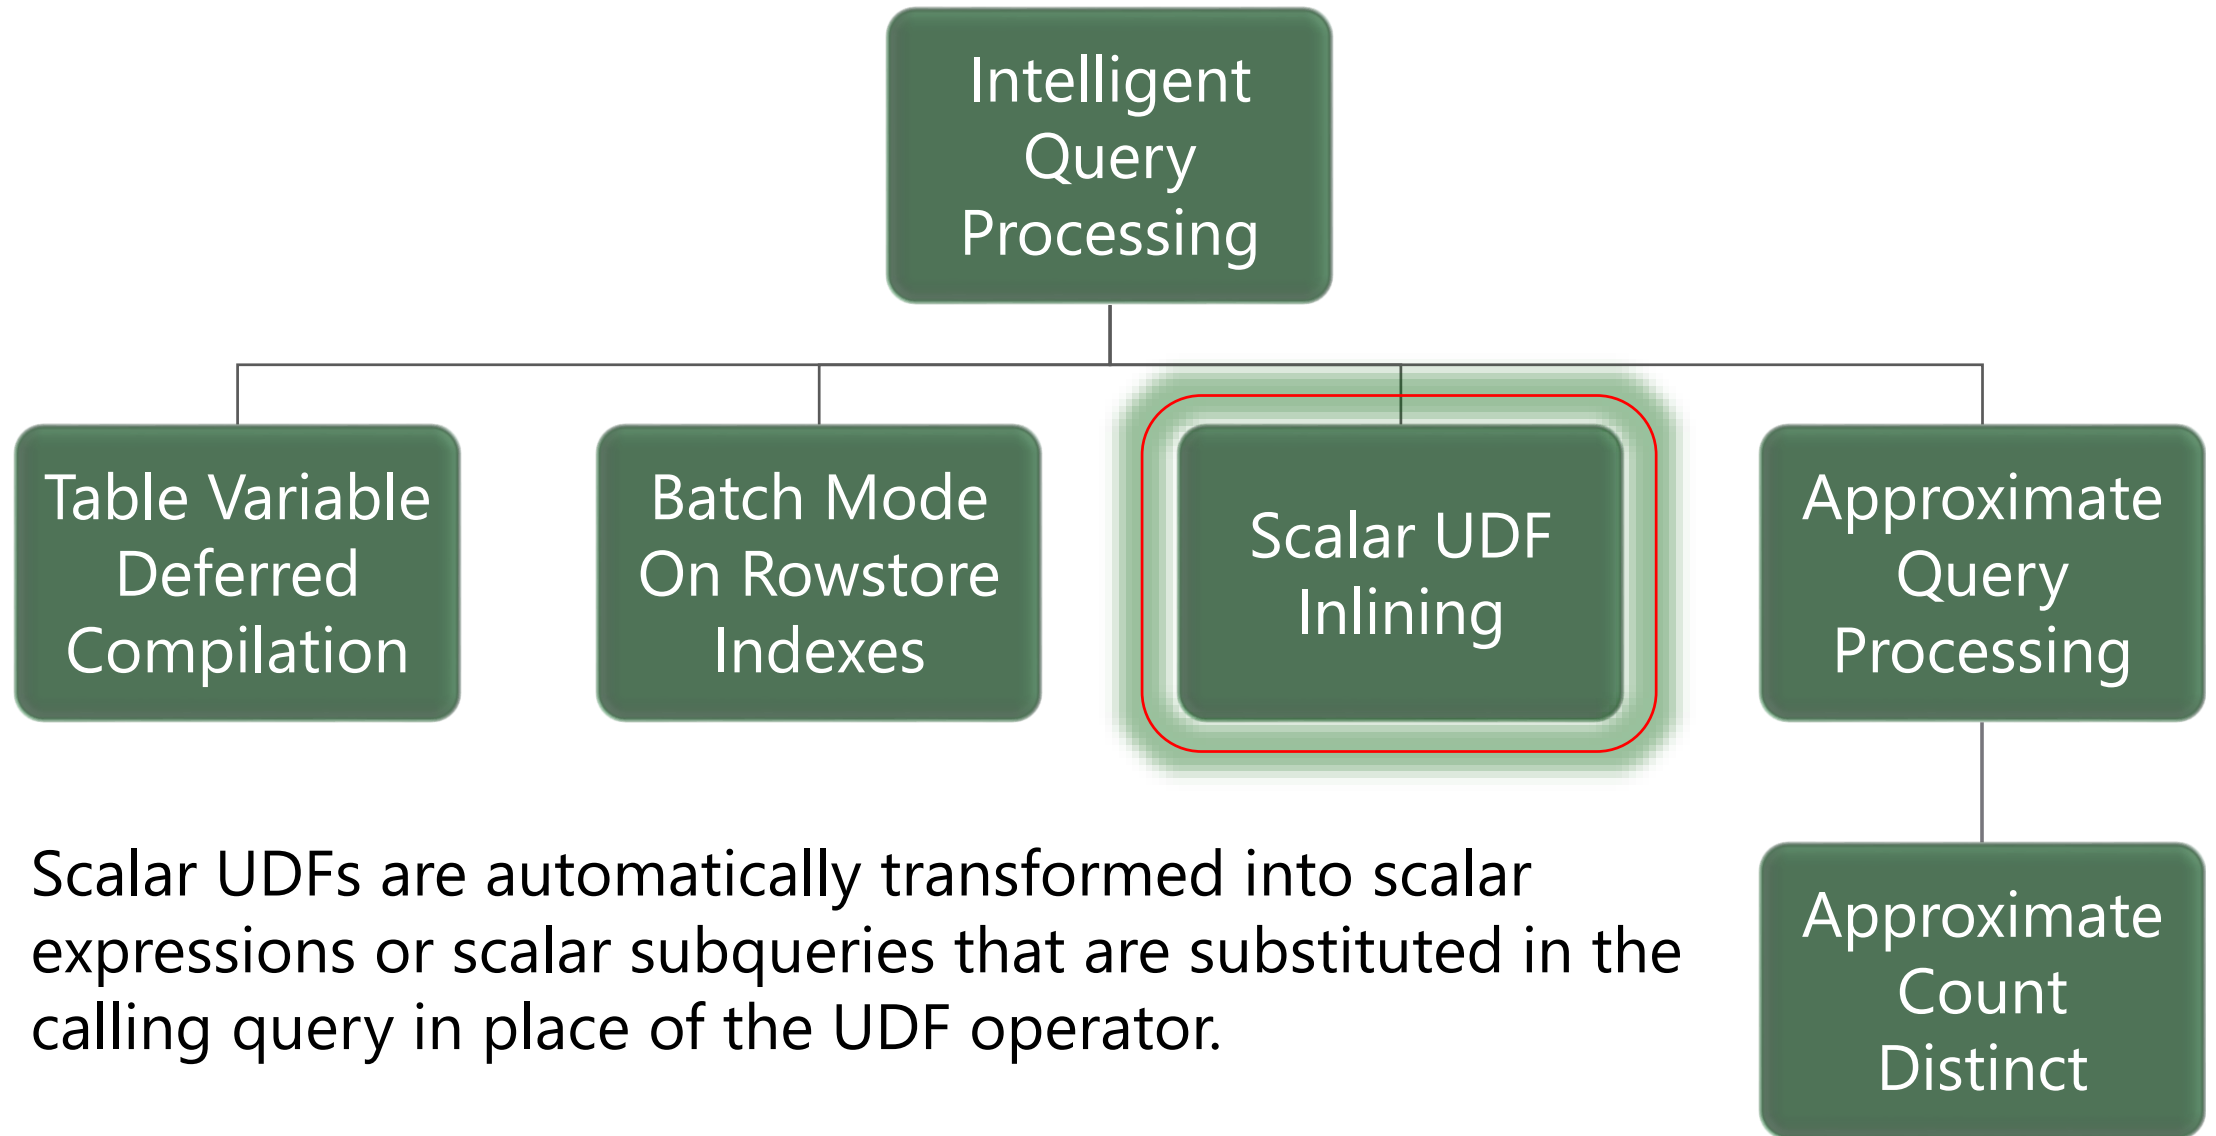 Intelligent
Query
Processing
Table Variable
Deferred
Compilation
Batch Mode
On Rowstore
Indexes
Scalar UDF
Inlining
Approximate
Query
Processing
Approximate
Count
Distinct
Scalar UDFs are automatically transformed into scalar
expressions or scalar subqueries that are substituted in the
calling query in place of the UDF operator.